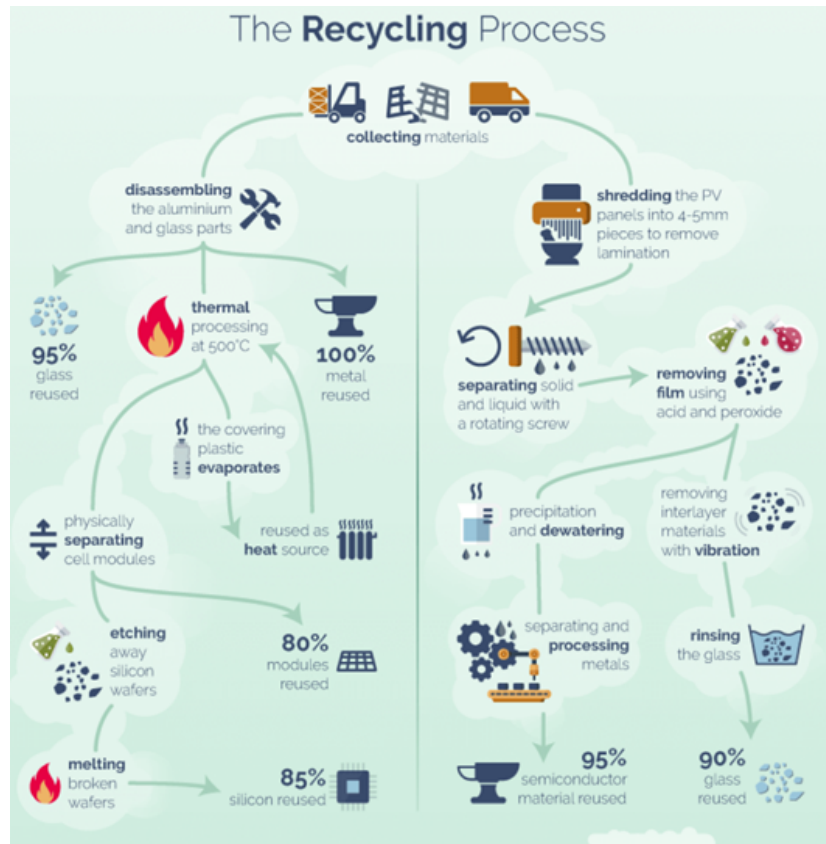 The Recycling Process
collecting materials
disassembling
the aluminium
and glass parts
95%
glass
reused
thermal
processing
at 500°C
100%
metal
reused
the covering
plastic
evaporates
reused as
heat source
physically
separating
cell modules
etching
away
silicon
wafers
80%
modules
reused
melting
broken
wafers
85%
silicon reused
shredding the PV
panels into 4-5mm
pieces to remove
lamination
separating solid
and liquid with
a rotating screw
removing
film using
acid and peroxide
precipitation
and dewatering
removing
interlayer
materials
with vibration
separating and
processing
metals
rinsing
the glass
95%
semiconductor
material reused
90%
glass
reused